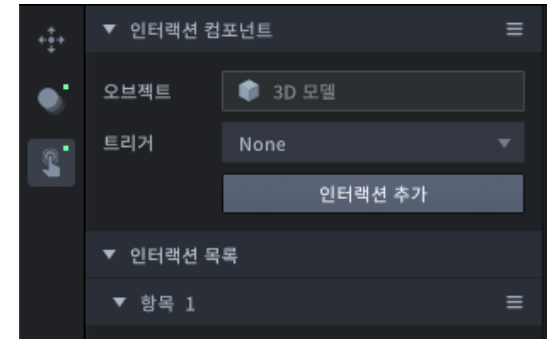 인터랙션 컴포넌트
오브젝트 3D 모델
트리거 None
인터랙션 추가
인터랙션 목록
항목 1